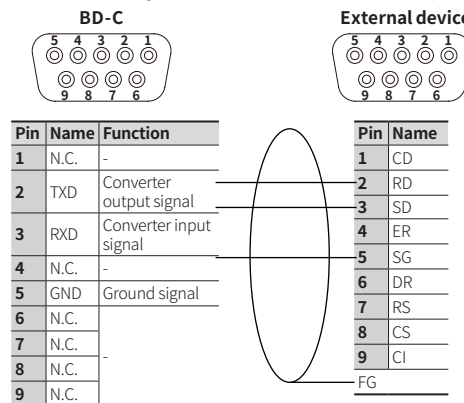 BD-C
External device
5 4 3 2 1
9 8 7 6
5 4 3 2 1
9 8 7 6
Pin Name Function
1 N.C. -
2 TXD Converter
output signal
3 RXD Converter input
signal
4 N.C. -
5 GND Ground signal
6 N.C.
7 N.C.
8 N.C.
9 N.C.
-
Pin Name
1 CD
2 RD
3 SD
4 ER
5 SG
6 DR
7 RS
8 CS
9 CI
FG